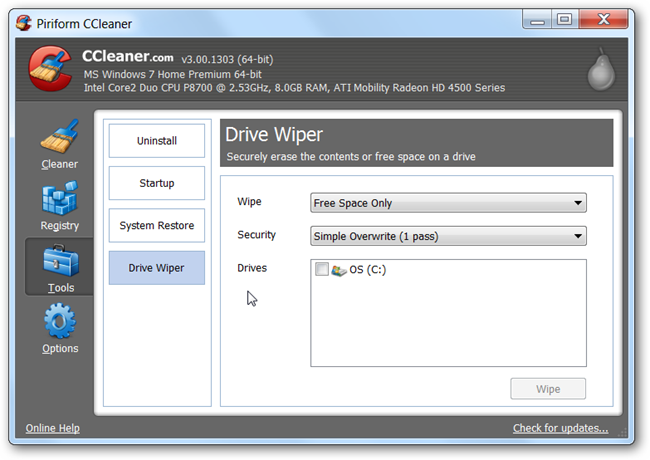 Piriform CCleaner
CCleaner.com v3.00.1303 (64-bit)
MS Windows 7 Home Premium 64-bit
Intel Core2 Duo CPU P8700 @ 2.53GHz, 8.0GB RAM, ATI Mobility Radeon HD 4500 Series
Cleaner
Registry
Tools
Options
Uninstall
Startup
System Restore
Drive Wiper
Drive Wiper
Securely erase the contents or free space on a drive
Wipe
Free Space Only
Security
Simple Overwrite (1 pass)
Drives
OS (C:)
Wipe
Online Help
Check for updates...